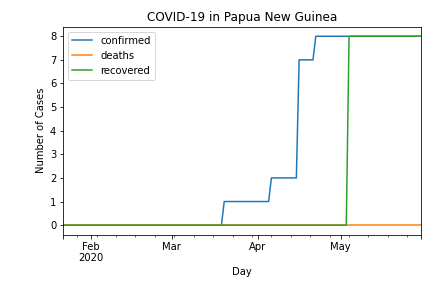 COVID-19 in Papua New Guinea
confirmed
deaths
recovered
Number of Cases
8
7
6
5
4
3
2
1
0
Feb Mar Apr May
2020
Day